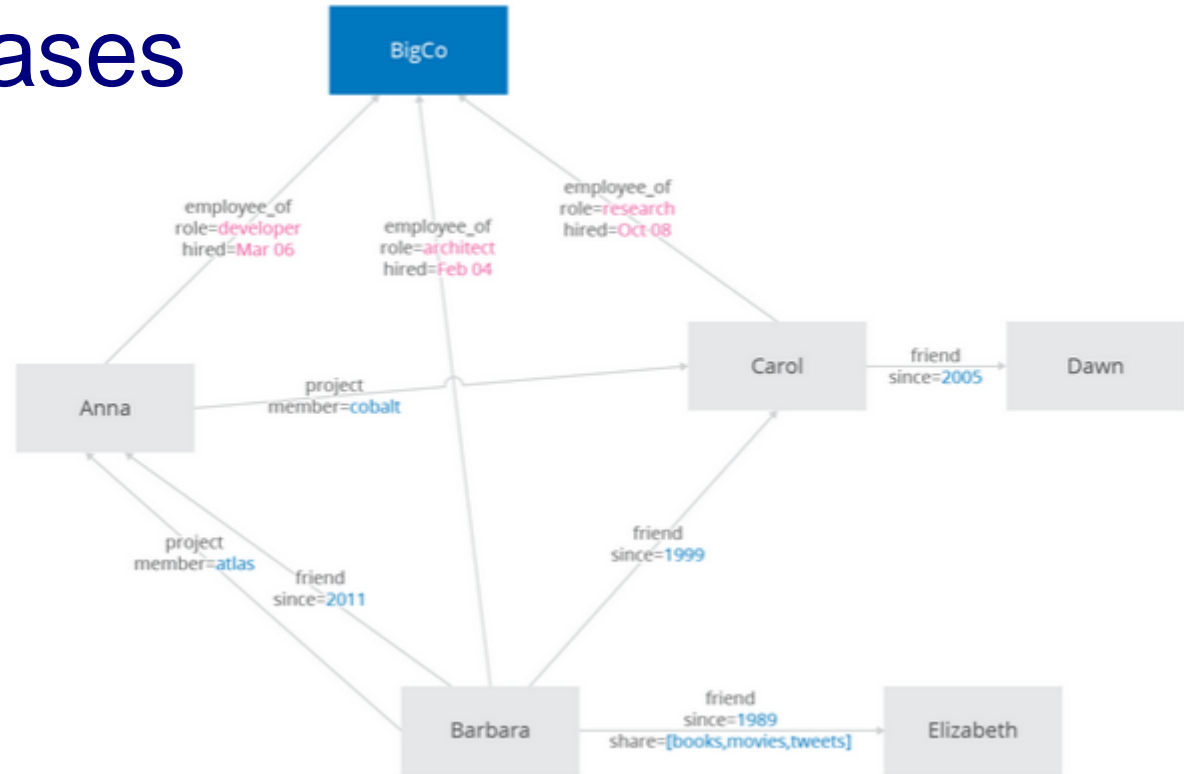 ases
BigCo
employee_of
role=developer
hired=Mar 06
employee_of
role=architect
hired=Feb 04
employee_of
role=research
hired=Oct 08
Anna
project
member=cobalt
Carol
friend
since=2005
Dawn
project
member=atlas
friend
since=2011
friend
since=1999
Barbara
friend
since=1989
share=[books,movies,tweets]
Elizabeth